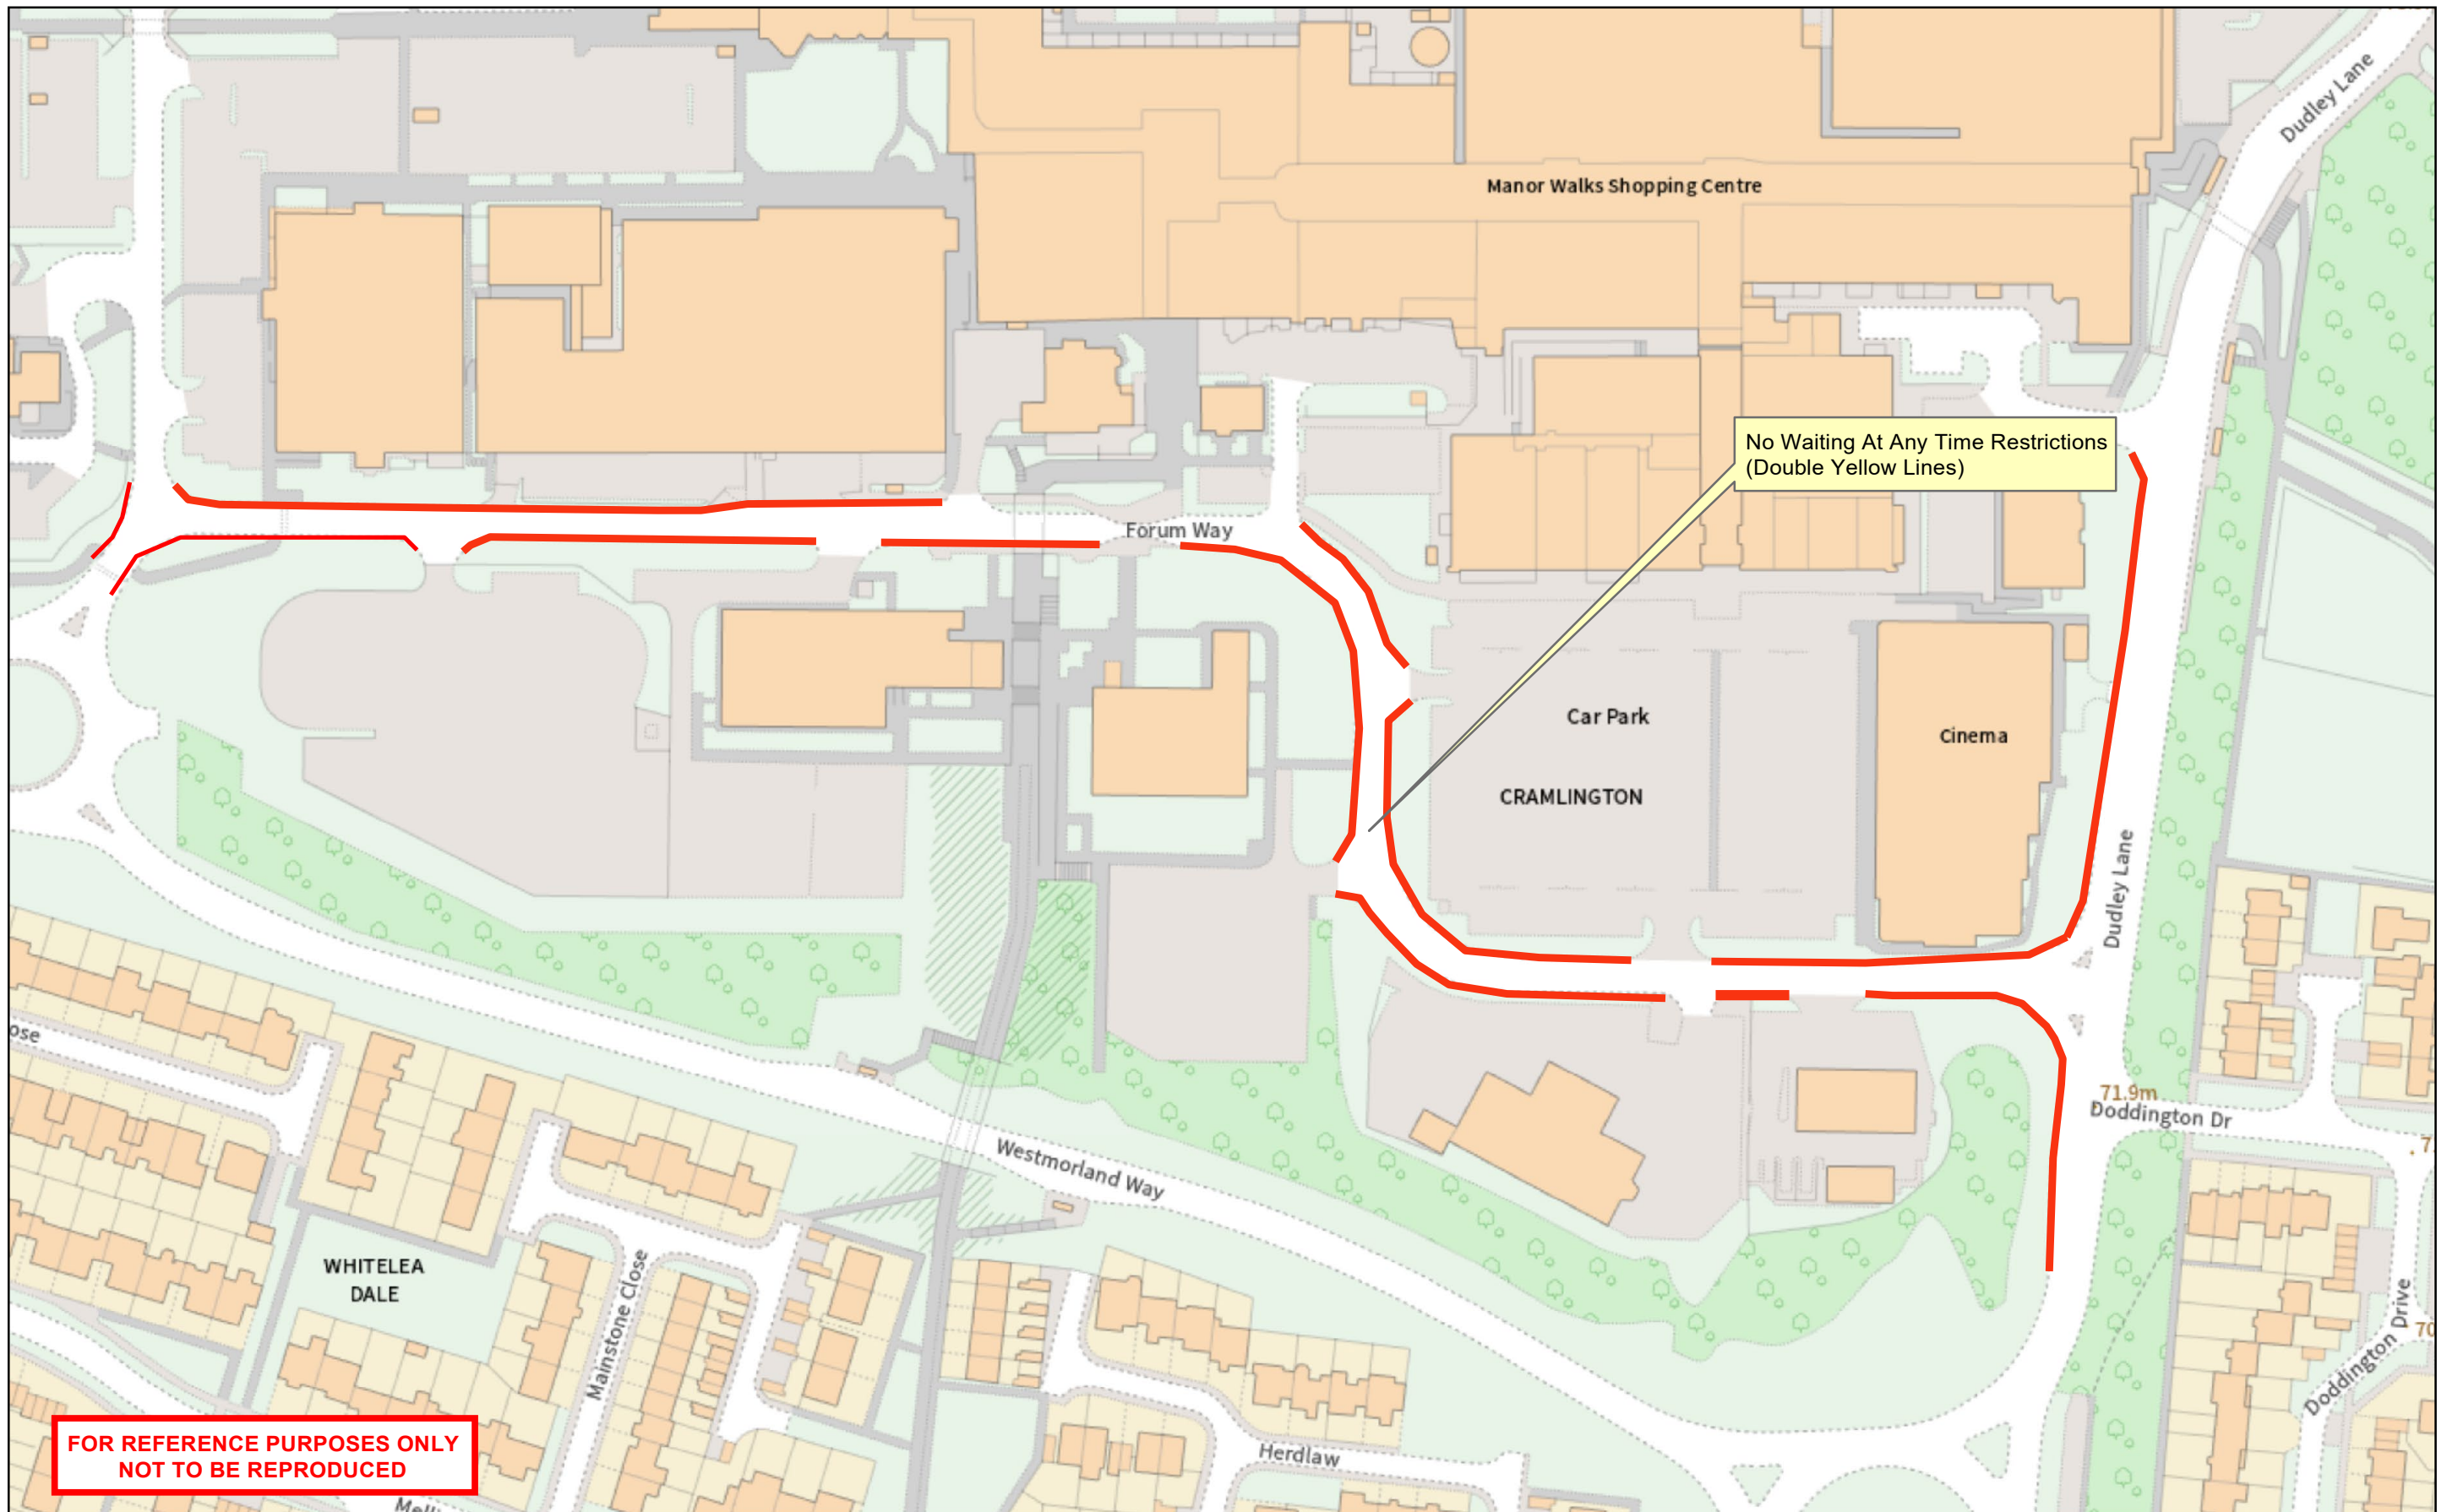 Dudley Lane
Manor Walks Shopping Centre
No Waiting At Any Time Restrictions
(Double Yellow Lines)
Forum Way
Car Park
Cinema
CRAMLINGTON
Dudley Lane
ose
71.9m
Doddington Dr
Westmorland Way
WHITELEA
DALE
Mainstone Close
Doddington Drive
70
FOR REFERENCE PURPOSES ONLY
NOT TO BE REPRODUCED
Herdlaw